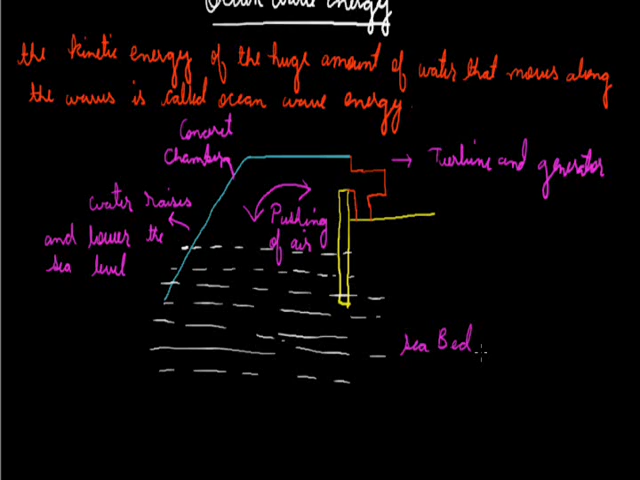 Ocean wave energy
the kinetic energy of the huge amount of water that moves along
the waves is called ocean wave energy.
Concret
Chamber
→ Turbine and generator
water raises
and lower the
sea level
Pushing
of air
sea Bed